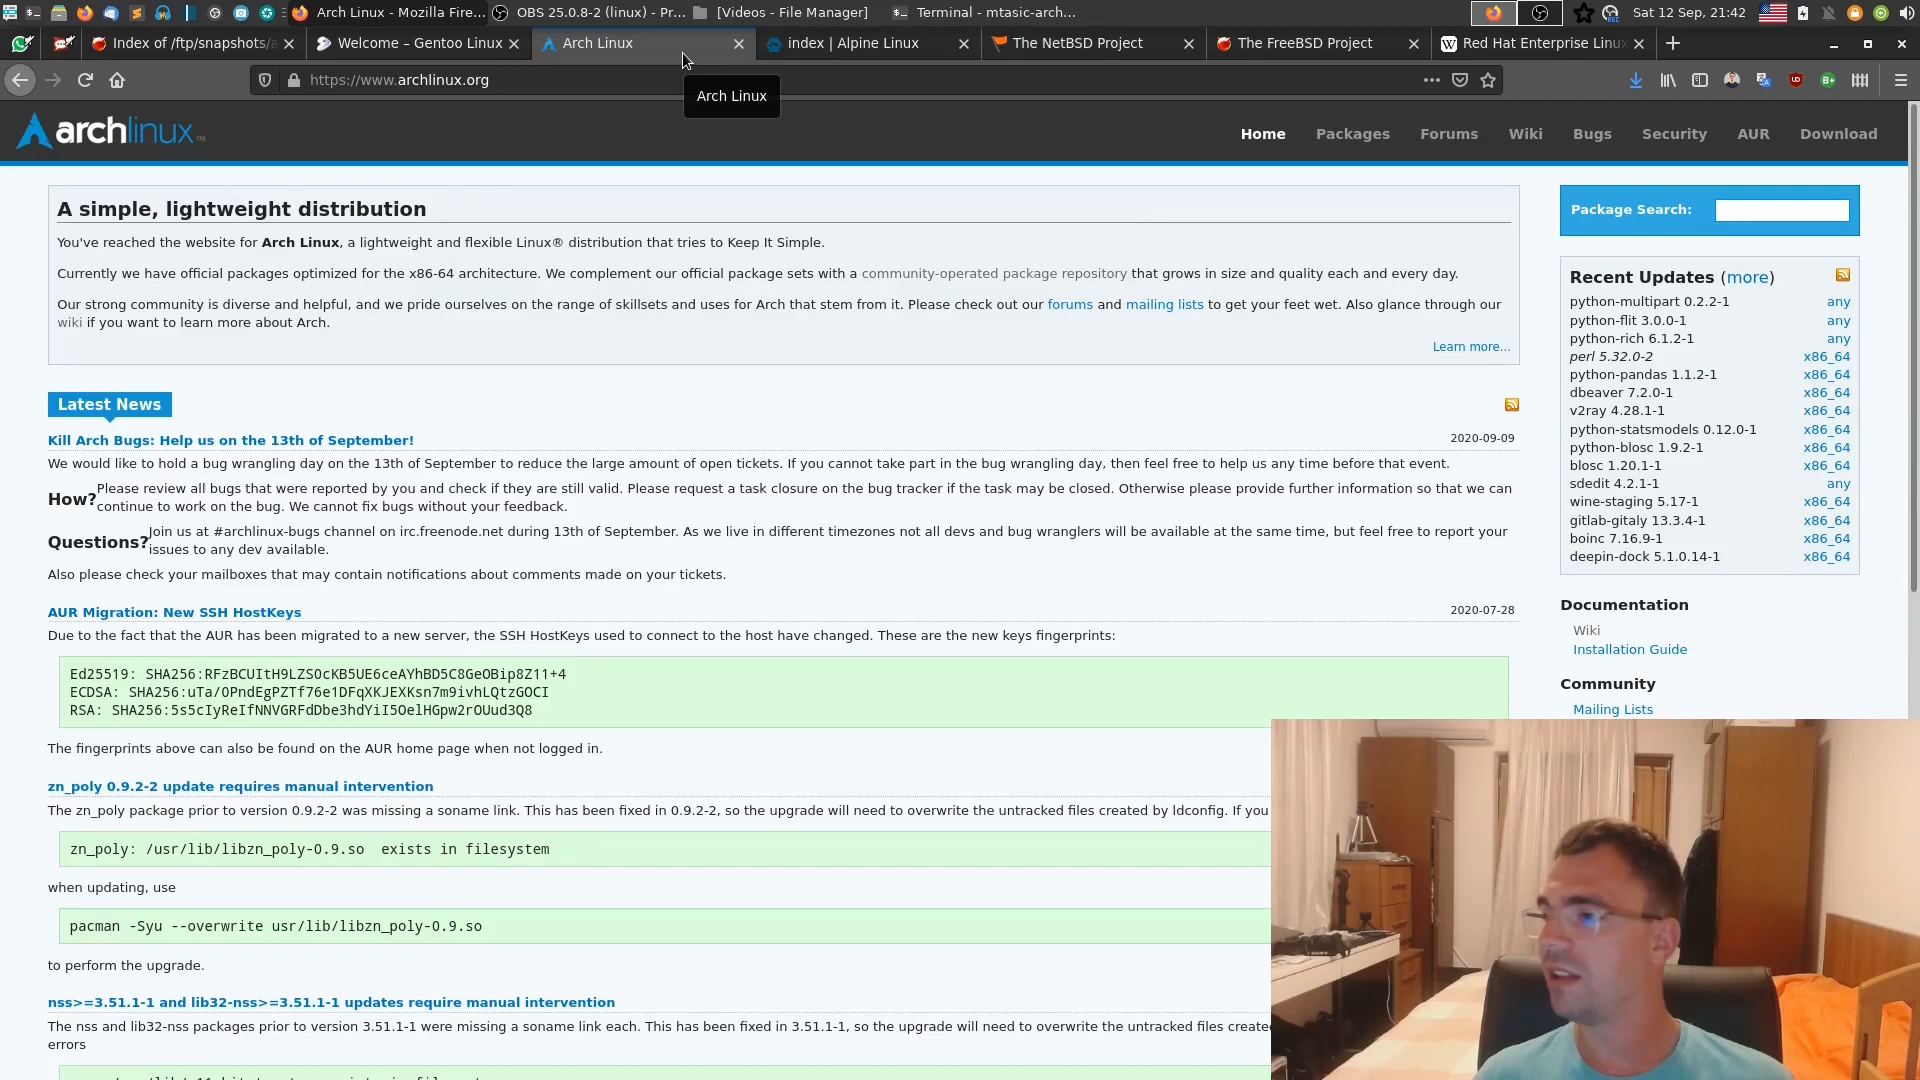 Arch Linux - Mozilla Fire...
OBS 25.0.8-2 (linux) - Pr...
[Videos - File Manager]
Terminal - mtasic-arch...
Sat 12 Sep, 21:42
Index of /ftp/snapshots/
Welcome – Gentoo Linux
Arch Linux
index | Alpine Linux
The NetBSD Project
The FreeBSD Project
Red Hat Enterprise Linux
https://www.archlinux.org
Arch Linux
archlinux™
Home
Packages
Forums
Wiki
Bugs
Security
AUR
Download
A simple, lightweight distribution
You've reached the website for Arch Linux, a lightweight and flexible Linux® distribution that tries to Keep It Simple.
Currently we have official packages optimized for the x86-64 architecture. We complement our official package sets with a community-operated package repository that grows in size and quality each and every day.
Our strong community is diverse and helpful, and we pride ourselves on the range of skillsets and uses for Arch that stem from it. Please check out our forums and mailing lists to get your feet wet. Also glance through our
wiki if you want to learn more about Arch.
Learn more...
Latest News
Kill Arch Bugs: Help us on the 13th of September!
2020-09-09
We would like to hold a bug wrangling day on the 13th of September to reduce the large amount of open tickets. If you cannot take part in the bug wrangling day, then feel free to help us any time before that event.
How?
Please review all bugs that were reported by you and check if they are still valid. Please request a task closure on the bug tracker if the task may be closed. Otherwise please provide further information so that we can
continue to work on the bug. We cannot fix bugs without your feedback.
Questions?
Join us at #archlinux-bugs channel on irc.freenode.net during 13th of September. As we live in different timezones not all devs and bug wranglers will be available at the same time, but feel free to report your
issues to any dev available.
Also please check your mailboxes that may contain notifications about comments made on your tickets.
AUR Migration: New SSH HostKeys
2020-07-28
Due to the fact that the AUR has been migrated to a new server, the SSH HostKeys used to connect to the host have changed. These are the new keys fingerprints:
Ed25519: SHA256:RFzBCUItH9LZS0cKB5UE6ceAYhBD5C8GeOBip8Z11+4
ECDSA: SHA256:uTa/0PndEgPZTf76e1DFqXKJEXKsn7m9ivhLQtzGOCI
RSA: SHA256:5s5cIyReIfNNVGRFdDbe3hdYiI5OelHGpw2rOUud3Q8
The fingerprints above can also be found on the AUR home page when not logged in.
zn_poly 0.9.2-2 update requires manual intervention
The zn_poly package prior to version 0.9.2-2 was missing a soname link. This has been fixed in 0.9.2-2, so the upgrade will need to overwrite the untracked files created by ldconfig. If you
zn_poly: /usr/lib/libzn_poly-0.9.so  exists in filesystem
when updating, use
pacman -Syu --overwrite usr/lib/libzn_poly-0.9.so
to perform the upgrade.
nss>=3.51.1-1 and lib32-nss>=3.51.1-1 updates require manual intervention
The nss and lib32-nss packages prior to version 3.51.1-1 were missing a soname link each. This has been fixed in 3.51.1-1, so the upgrade will need to overwrite the untracked files create
errors
Package Search:
Recent Updates (more)
python-multipart 0.2.2-1 any
python-flit 3.0.0-1 any
python-rich 6.1.2-1 any
perl 5.32.0-2 x86_64
python-pandas 1.1.2-1 x86_64
dbeaver 7.2.0-1 x86_64
v2ray 4.28.1-1 x86_64
python-statsmodels 0.12.0-1 x86_64
python-blosc 1.9.2-1 x86_64
blosc 1.20.1-1 x86_64
sdedit 4.2.1-1 any
wine-staging 5.17-1 x86_64
gitlab-gitaly 13.3.4-1 x86_64
boinc 7.16.9-1 x86_64
deepin-dock 5.1.0.14-1 x86_64
Documentation
Wiki
Installation Guide
Community
Mailing Lists